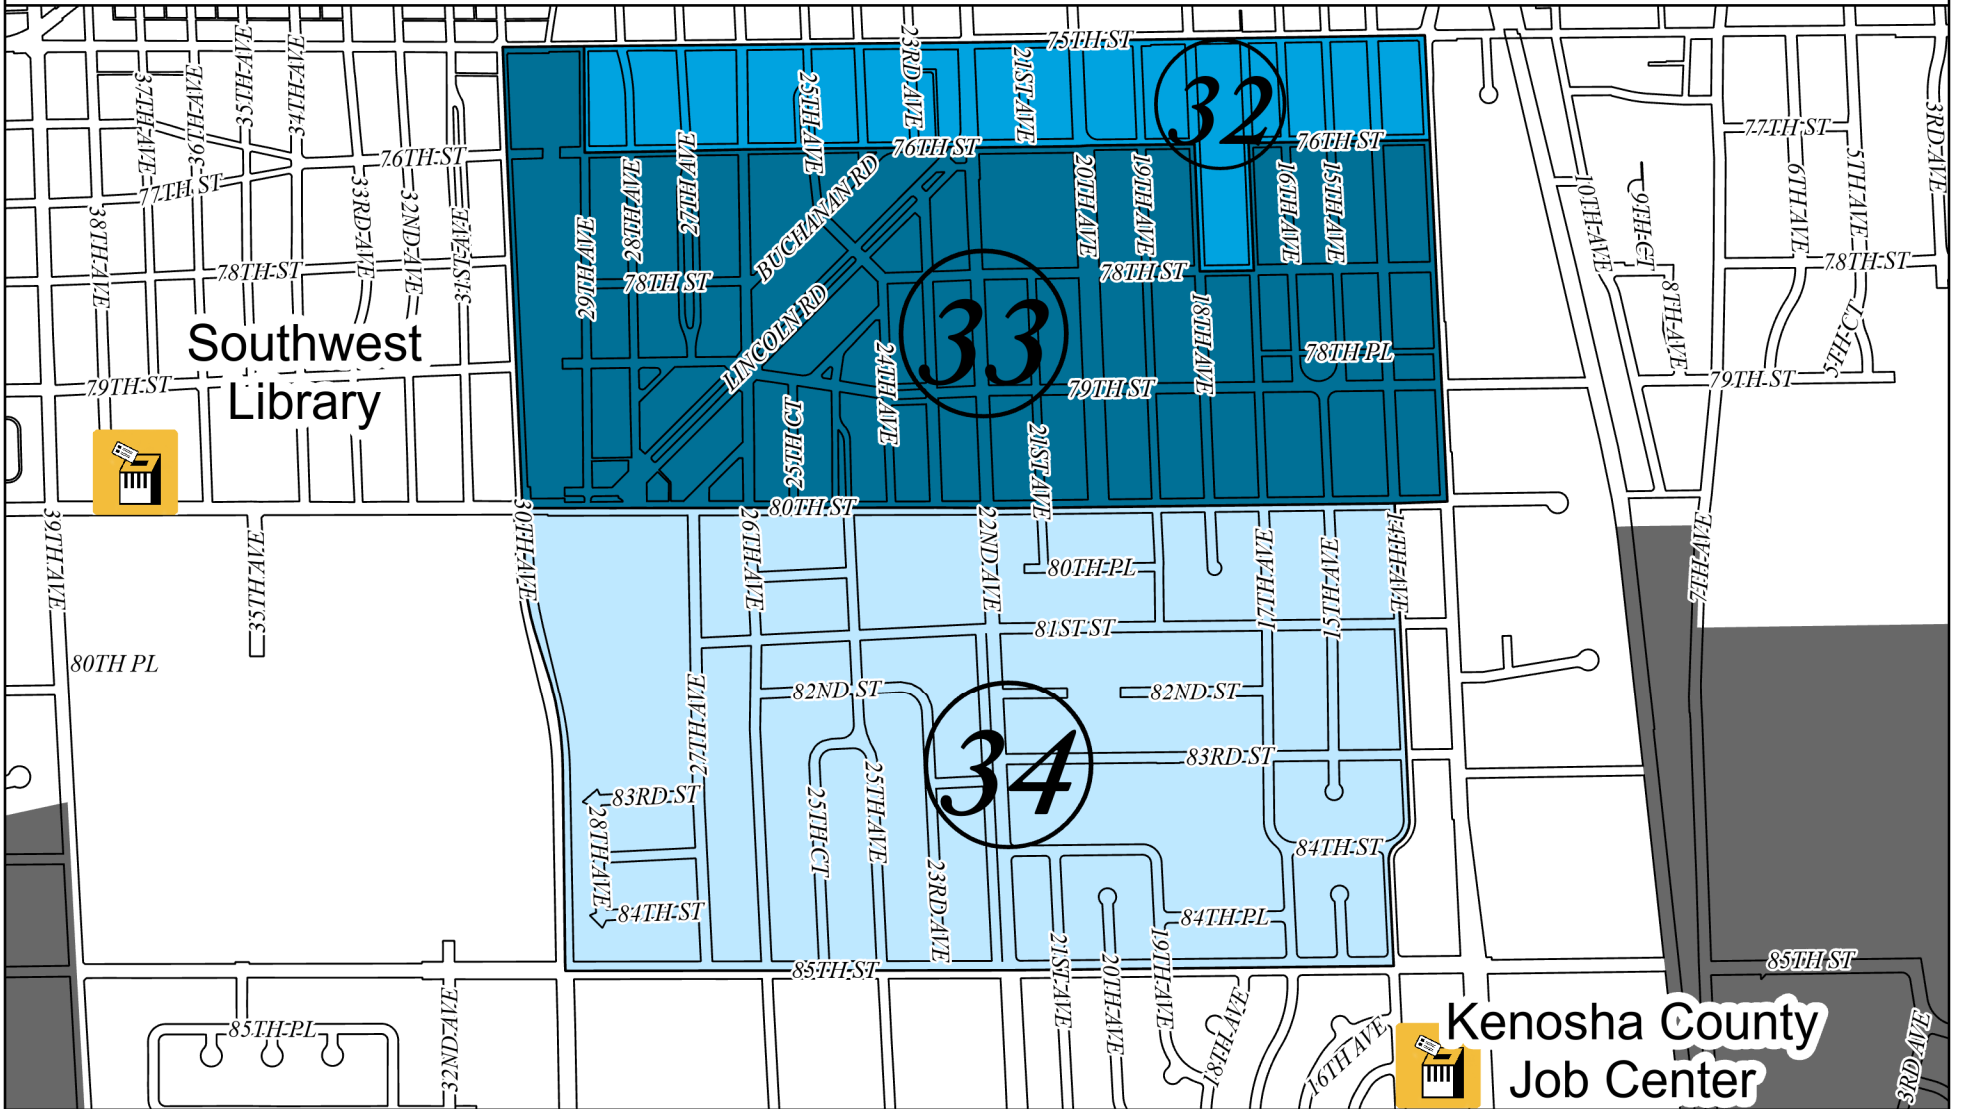 75TH ST
35TH AVE
34TH AVE
23RD AVE
21ST AVE
37TH AVE
36TH AVE
25TH AVE
32
3RD AVE
77TH ST
76TH ST
27TH AVE
76TH ST
76TH ST
77TH ST
33RD AVE
32ND AVE
28TH AVE
BUCHANAN RD
20TH AVE
19TH AVE
16TH AVE
15TH AVE
10TH AVE
9TH CT
6TH AVE
5TH AVE
38TH AVE
31ST AVE
26TH AVE
78TH ST
78TH ST
78TH ST
78TH ST
8TH AVE
Southwest
Library
LINCOLN RD
33
18TH AVE
78TH PL
5TH CT
79TH ST
24TH AVE
79TH ST
79TH ST
25TH CT
21ST AVE
80TH ST
39TH AVE
35TH AVE
30TH AVE
26TH AVE
22ND AVE
80TH PL
17TH AVE
15TH AVE
14TH AVE
7TH AVE
81ST ST
80TH PL
27TH AVE
82ND ST
82ND ST
34
83RD ST
83RD ST
28TH AVE
25TH CT
25TH AVE
84TH ST
23RD AVE
84TH ST
84TH PL
85TH ST
21ST AVE
20TH AVE
19TH AVE
85TH ST
32ND AVE
85TH PL
18TH AVE
16TH AVE
Kenosha County
Job Center
3RD AVE